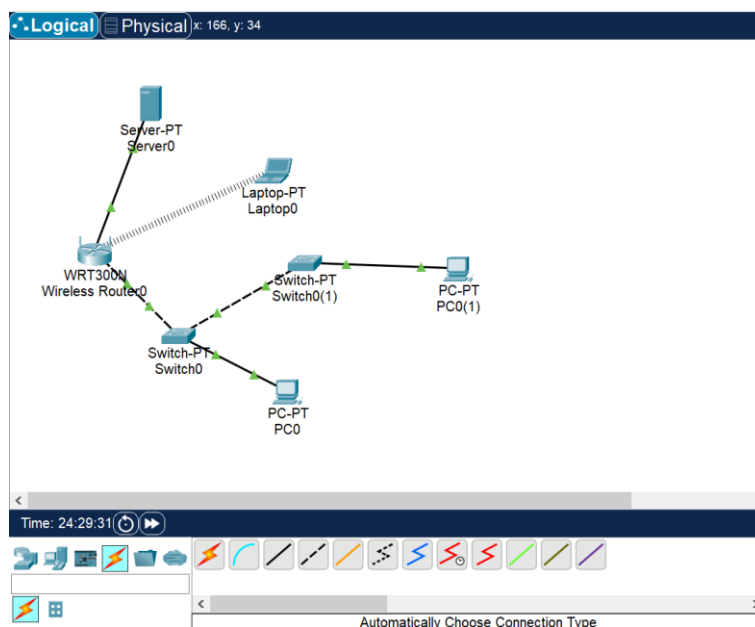 Logical Physical x: 166, y: 34
Server-PT
Server0
Laptop-PT
Laptop0
WRT300N
Wireless Router0
Switch-PT
Switch0(1)
PC-PT
PC0(1)
Switch-PT
Switch0
PC-PT
PC0
Time: 24:29:31
Automatically Choose Connection Type